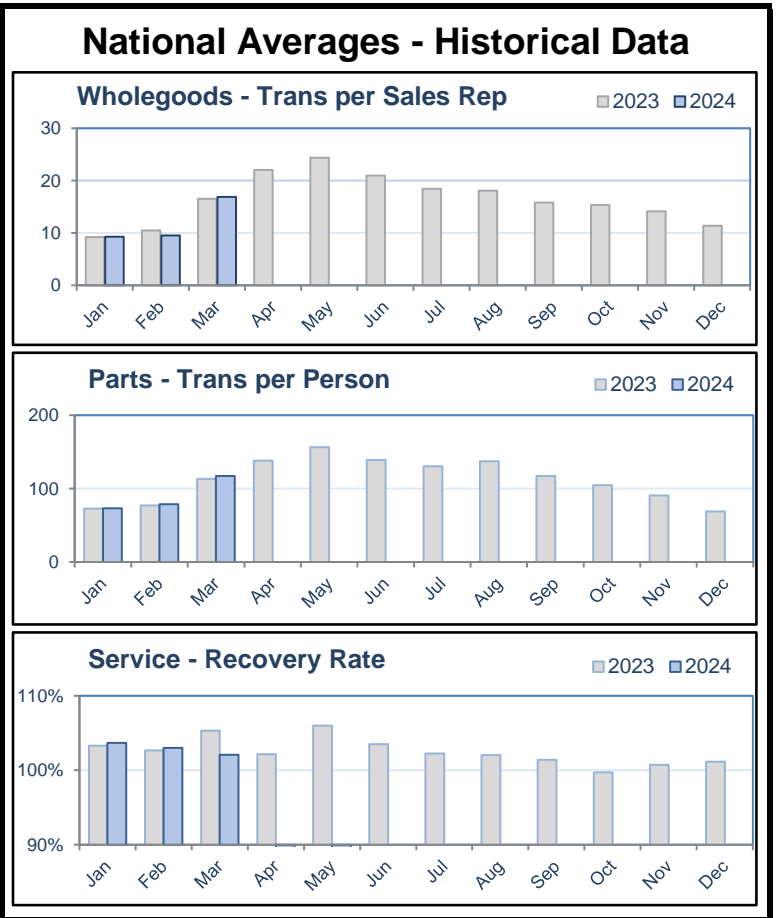 National Averages - Historical Data
Wholegoods - Trans per Sales Rep
2023 2024
30
20
10
0
Jan Feb Mar Apr May Jun Jul Aug Sep Oct Nov Dec
Parts - Trans per Person
2023 2024
200
100
0
Jan Feb Mar Apr May Jun Jul Aug Sep Oct Nov Dec
Service - Recovery Rate
2023 2024
110%
100%
90%
Jan Feb Mar Apr May Jun Jul Aug Sep Oct Nov Dec